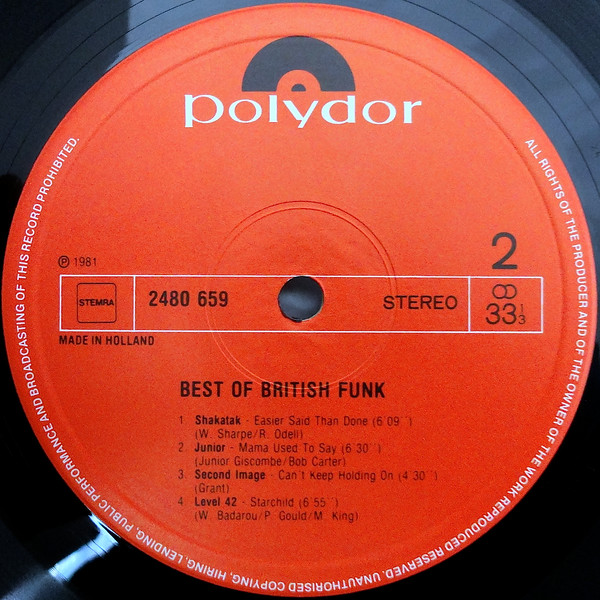 polydor
ALL RIGHTS OF THE PRODUCER AND OF THE OWNER OF THE WORK REPRODUCED RESERVED. UNAUTHORISED COPYING, HIRING, LENDING, PUBLIC PERFORMANCE AND BROADCASTING OF THIS RECORD PROHIBITED.
℗ 1981
2
STEMRA
2480 659
STEREO
33 1/3
MADE IN HOLLAND
BEST OF BRITISH FUNK
1. Shakatak - Easier Said Than Done (6´09´´)
(W. Sharpe/R. Odell)
2. Junior - Mama Used To Say (6´30´´)
(Junior Giscombe/Bob Carter)
3. Second Image - Can't Keep Holding On (4´30´´)
(Grant)
4. Level 42 - Starchild (6´55´´)
(W. Badarou/P. Gould/M. King)